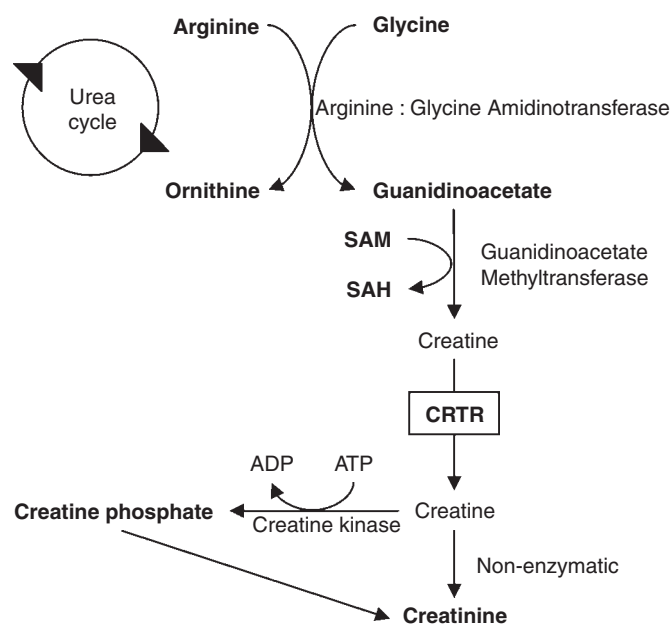 Arginine
Glycine
Urea
cycle
Arginine : Glycine Amidinotransferase
Ornithine
Guanidinoacetate
SAM
Guanidinoacetate
Methyltransferase
SAH
Creatine
CRTR
ADP
ATP
Creatine phosphate
Creatine kinase
Creatine
Non-enzymatic
Creatinine